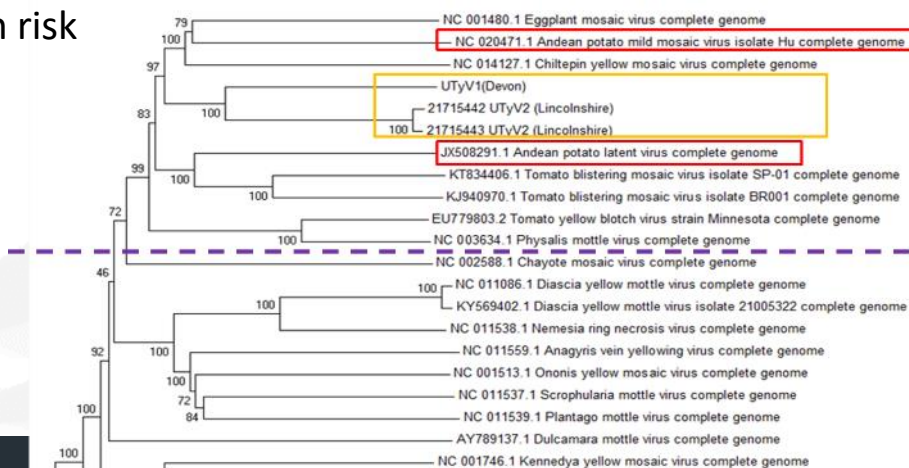 n risk
NC 001480.1 Eggplant mosaic virus complete genome
79
NC 020471.1 Andean potato mild mosaic virus isolate Hu complete genome
100
NC 014127.1 Chiltepin yellow mosaic virus complete genome
97
UTyV1(Devon)
21715442 UTyV2 (Lincolnshire)
100
83
100
21715443 UTyV2 (Lincolnshire)
JX508291.1 Andean potato latent virus complete genome
99
KT834406.1 Tomato blistering mosaic virus isolate SP-01 complete genome
100
100
KJ940970.1 Tomato blistering mosaic virus isolate BR001 complete genome
72
EU779803.2 Tomato yellow blotch virus strain Minnesota complete genome
100
NC 003634.1 Physalis mottle virus complete genome
NC 002588.1 Chayote mosaic virus complete genome
46
100
NC 011086.1 Diascia yellow mottle virus complete genome
100
KY569402.1 Diascia yellow mottle virus isolate 21005322 complete genome
NC 011538.1 Nemesia ring necrosis virus complete genome
92
100
NC 011559.1 Anagyris vein yellowing virus complete genome
100
NC 001513.1 Ononis yellow mosaic virus complete genome
72
NC 011537.1 Scrophularia mottle virus complete genome
100
84
NC 011539.1 Plantago mottle virus complete genome
AY789137.1 Dulcamara mottle virus complete genome
100
NC 001746.1 Kennedya yellow mosaic virus complete genome